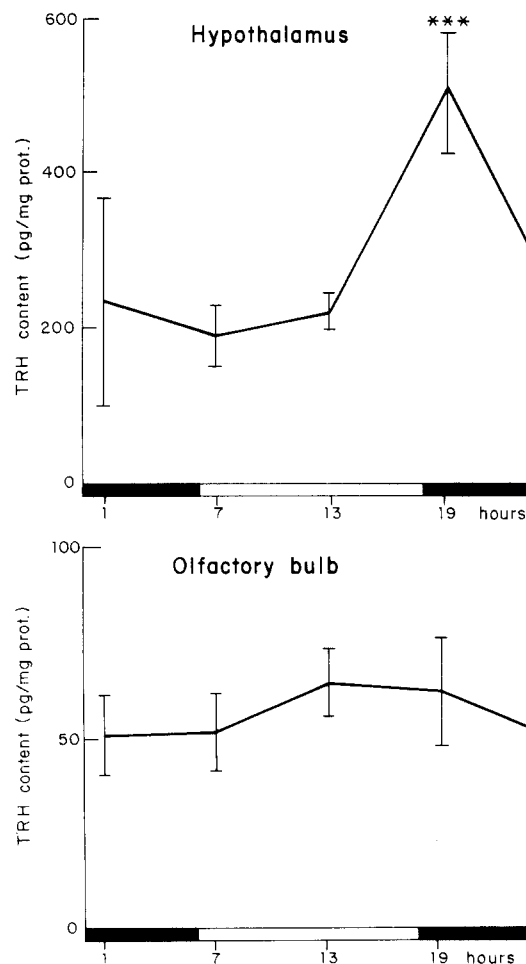 600
***
Hypothalamus
400
200
0
TRH content (pg/mg prot.)
1 7 13 19 hours
100
Olfactory bulb
50
0
TRH content (pg/mg prot.)
1 7 13 19 hours